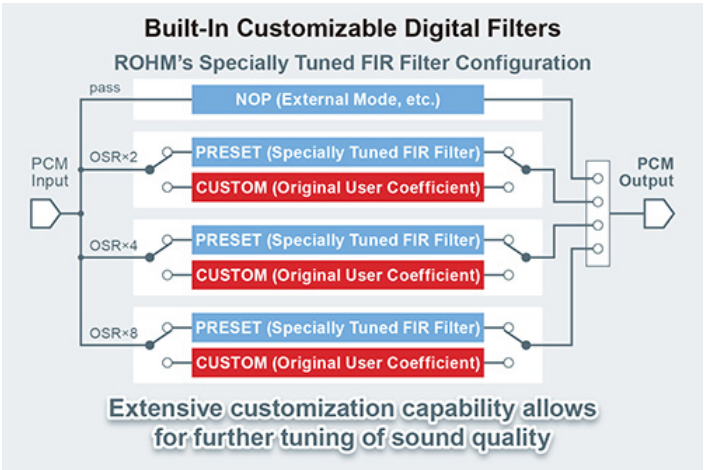 Built-In Customizable Digital Filters
ROHM's Specially Tuned FIR Filter Configuration
pass
NOP (External Mode, etc.)
PCM
Input
OSR×2
PRESET (Specially Tuned FIR Filter)
CUSTOM (Original User Coefficient)
PCM
Output
OSR×4
PRESET (Specially Tuned FIR Filter)
CUSTOM (Original User Coefficient)
OSR×8
PRESET (Specially Tuned FIR Filter)
CUSTOM (Original User Coefficient)
Extensive customization capability allows
for further tuning of sound quality